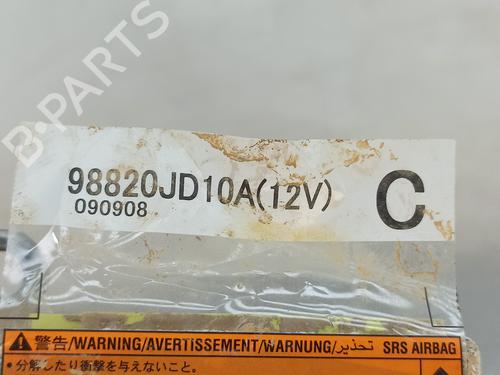 B-PARTS
98820JD10A(12V)
C
090908
警告/WARNING/AVERTISSEMENT/WARNUNG/تحذير SRS AIRBAG
・分解したり衝撃を与えないこと。